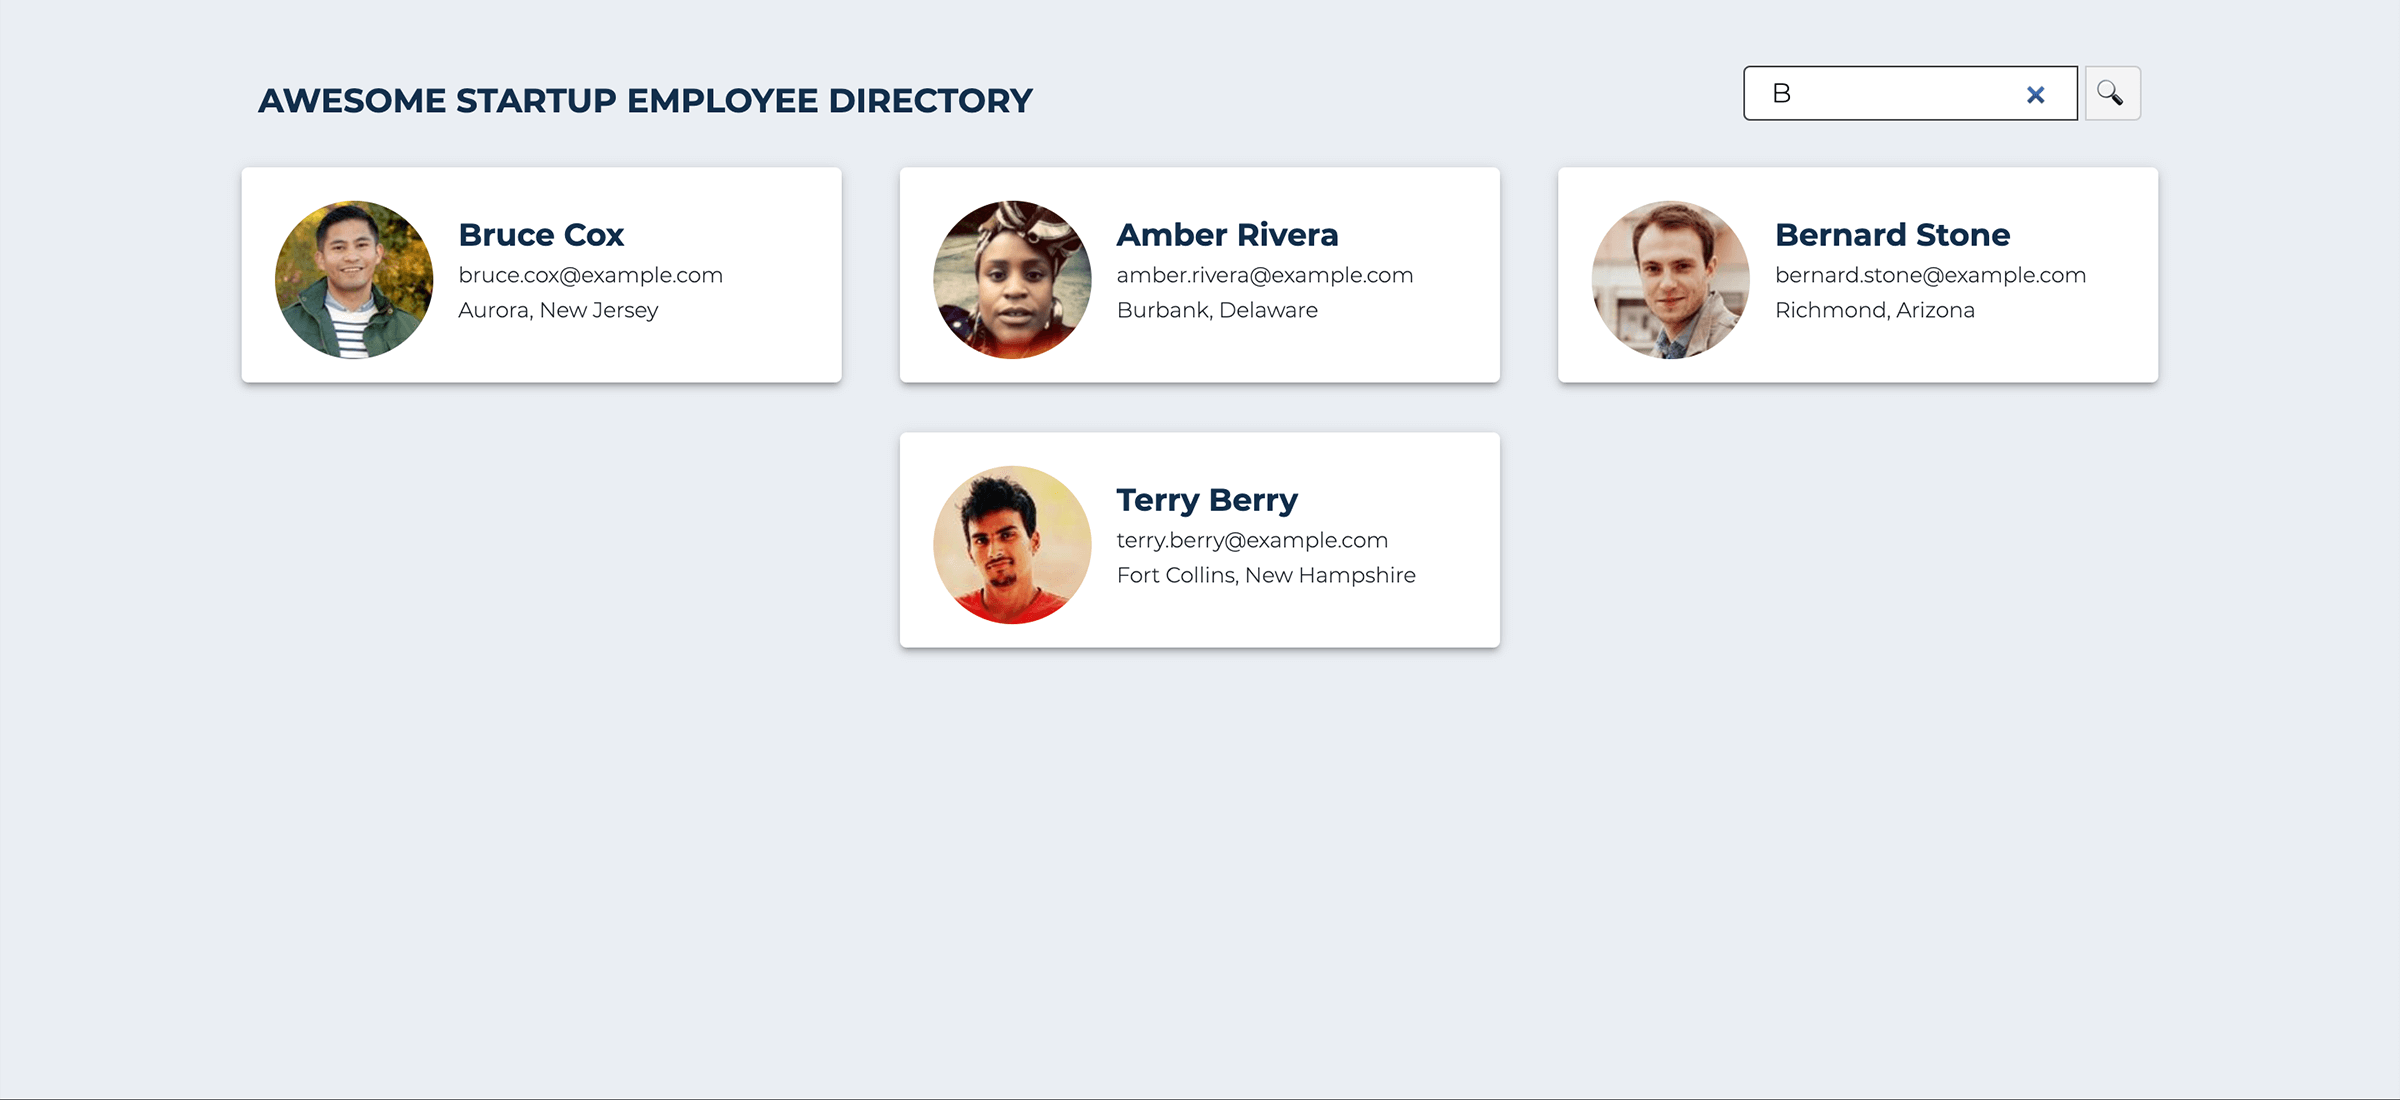 AWESOME STARTUP EMPLOYEE DIRECTORY
B
Bruce Cox
bruce.cox@example.com
Aurora, New Jersey
Amber Rivera
amber.rivera@example.com
Burbank, Delaware
Bernard Stone
bernard.stone@example.com
Richmond, Arizona
Terry Berry
terry.berry@example.com
Fort Collins, New Hampshire